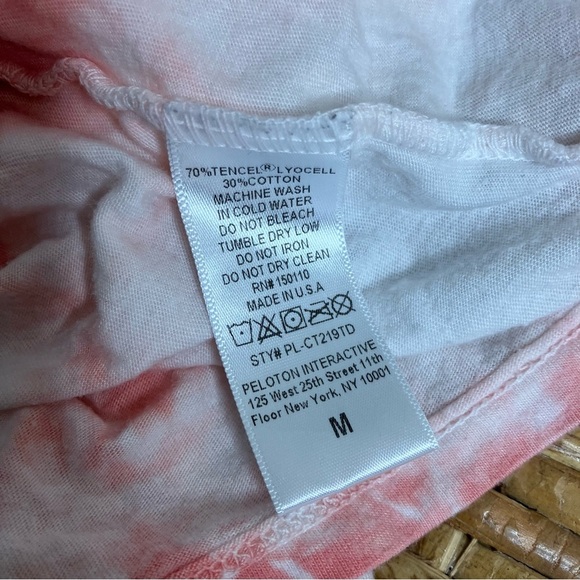 70%TENCEL® LYOCELL
30%COTTON
MACHINE WASH
IN COLD WATER
DO NOT BLEACH
TUMBLE DRY LOW
DO NOT IRON
DO NOT DRY CLEAN
RN# 150110
MADE IN U.S.A
STY# PL-CT219TD
PELOTON INTERACTIVE
125 West 25th Street 11th
Floor New York, NY 10001
M